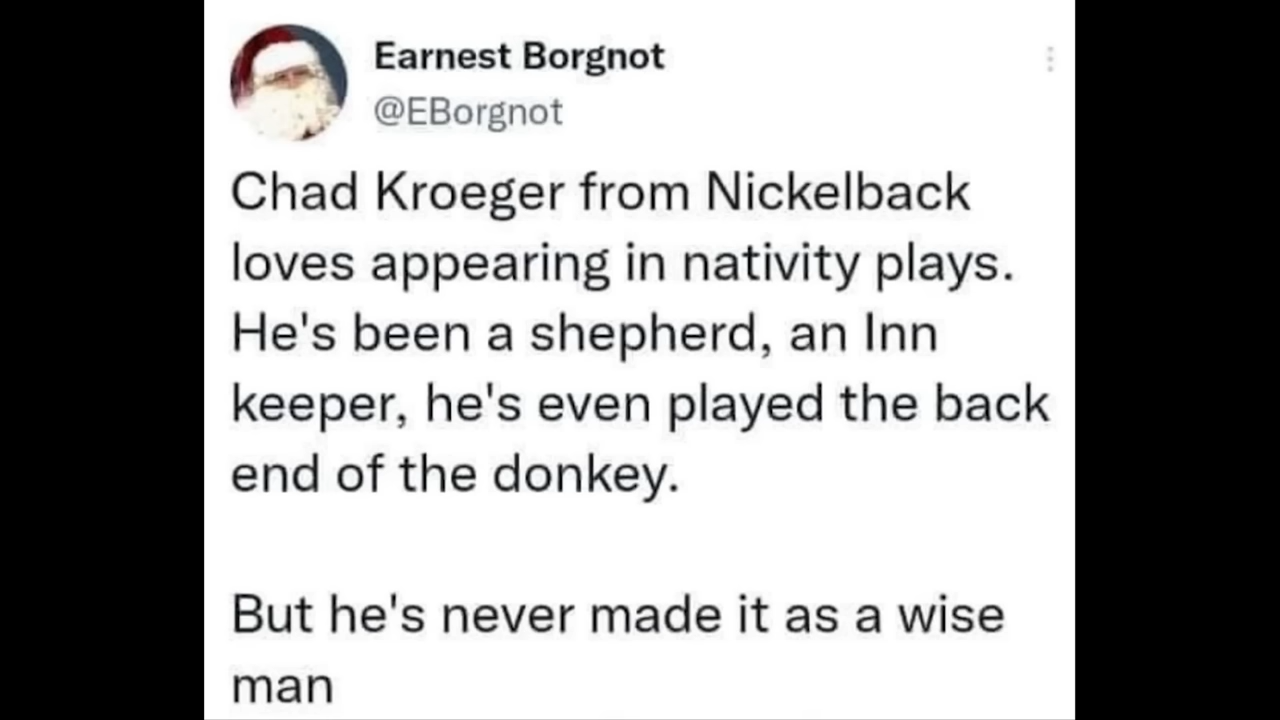 Earnest Borgnot
@EBorgnot
Chad Kroeger from Nickelback
loves appearing in nativity plays.
He's been a shepherd, an Inn
keeper, he's even played the back
end of the donkey.
But he's never made it as a wise
man